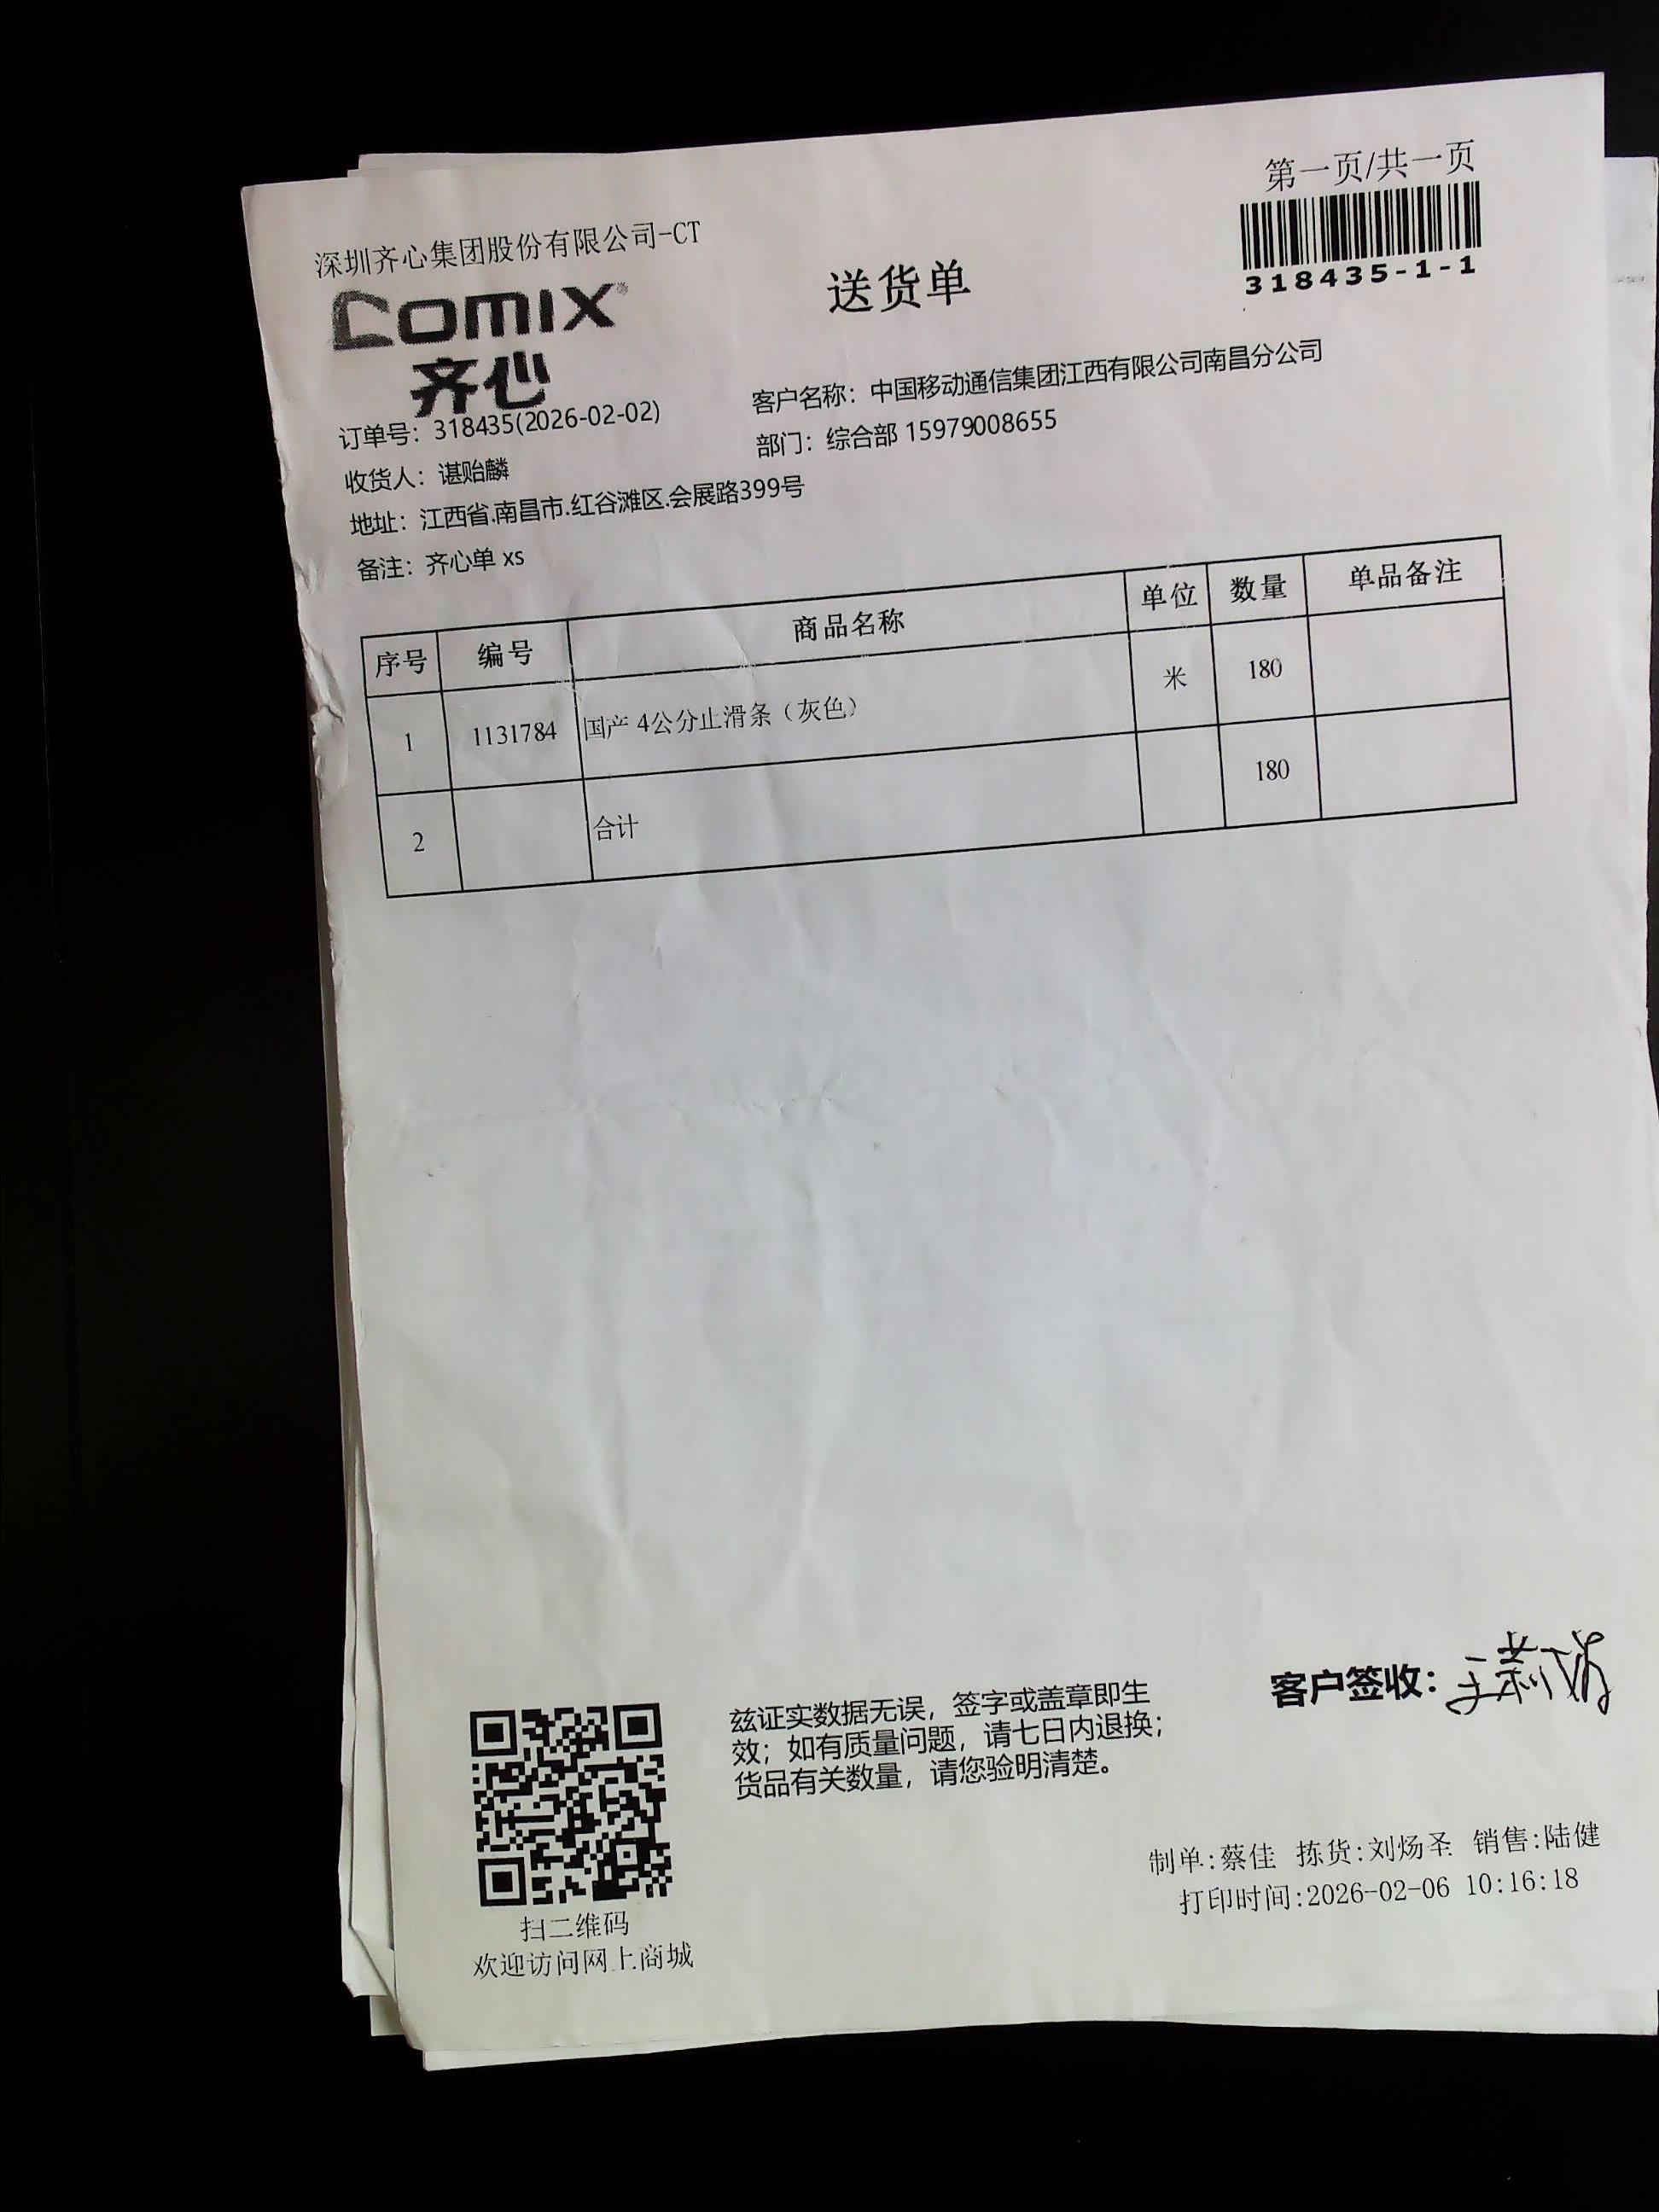 第一页/共一页
深圳齐心集团股份有限公司-CT
comix
齐心
送货单
318435-1-1
订单号：318435(2026-02-02)
客户名称：中国移动通信集团江西有限公司南昌分公司
收货人：谌贻麟
部门：综合部 15979008655
地址：江西省.南昌市.红谷滩区.会展路399号
备注：齐心单 xs
序号 编号 商品名称 单位 数量 单品备注
1 1131784 国产 4公分止滑条（灰色） 米 180
2 合计 180
兹证实数据无误，签字或盖章即生
效；如有质量问题，请七日内退换；
货品有关数量，请您验明清楚。
客户签收：
制单:蔡佳 拣货:刘炀圣 销售:陆健
打印时间:2026-02-06 10:16:18
扫二维码
欢迎访问网上商城